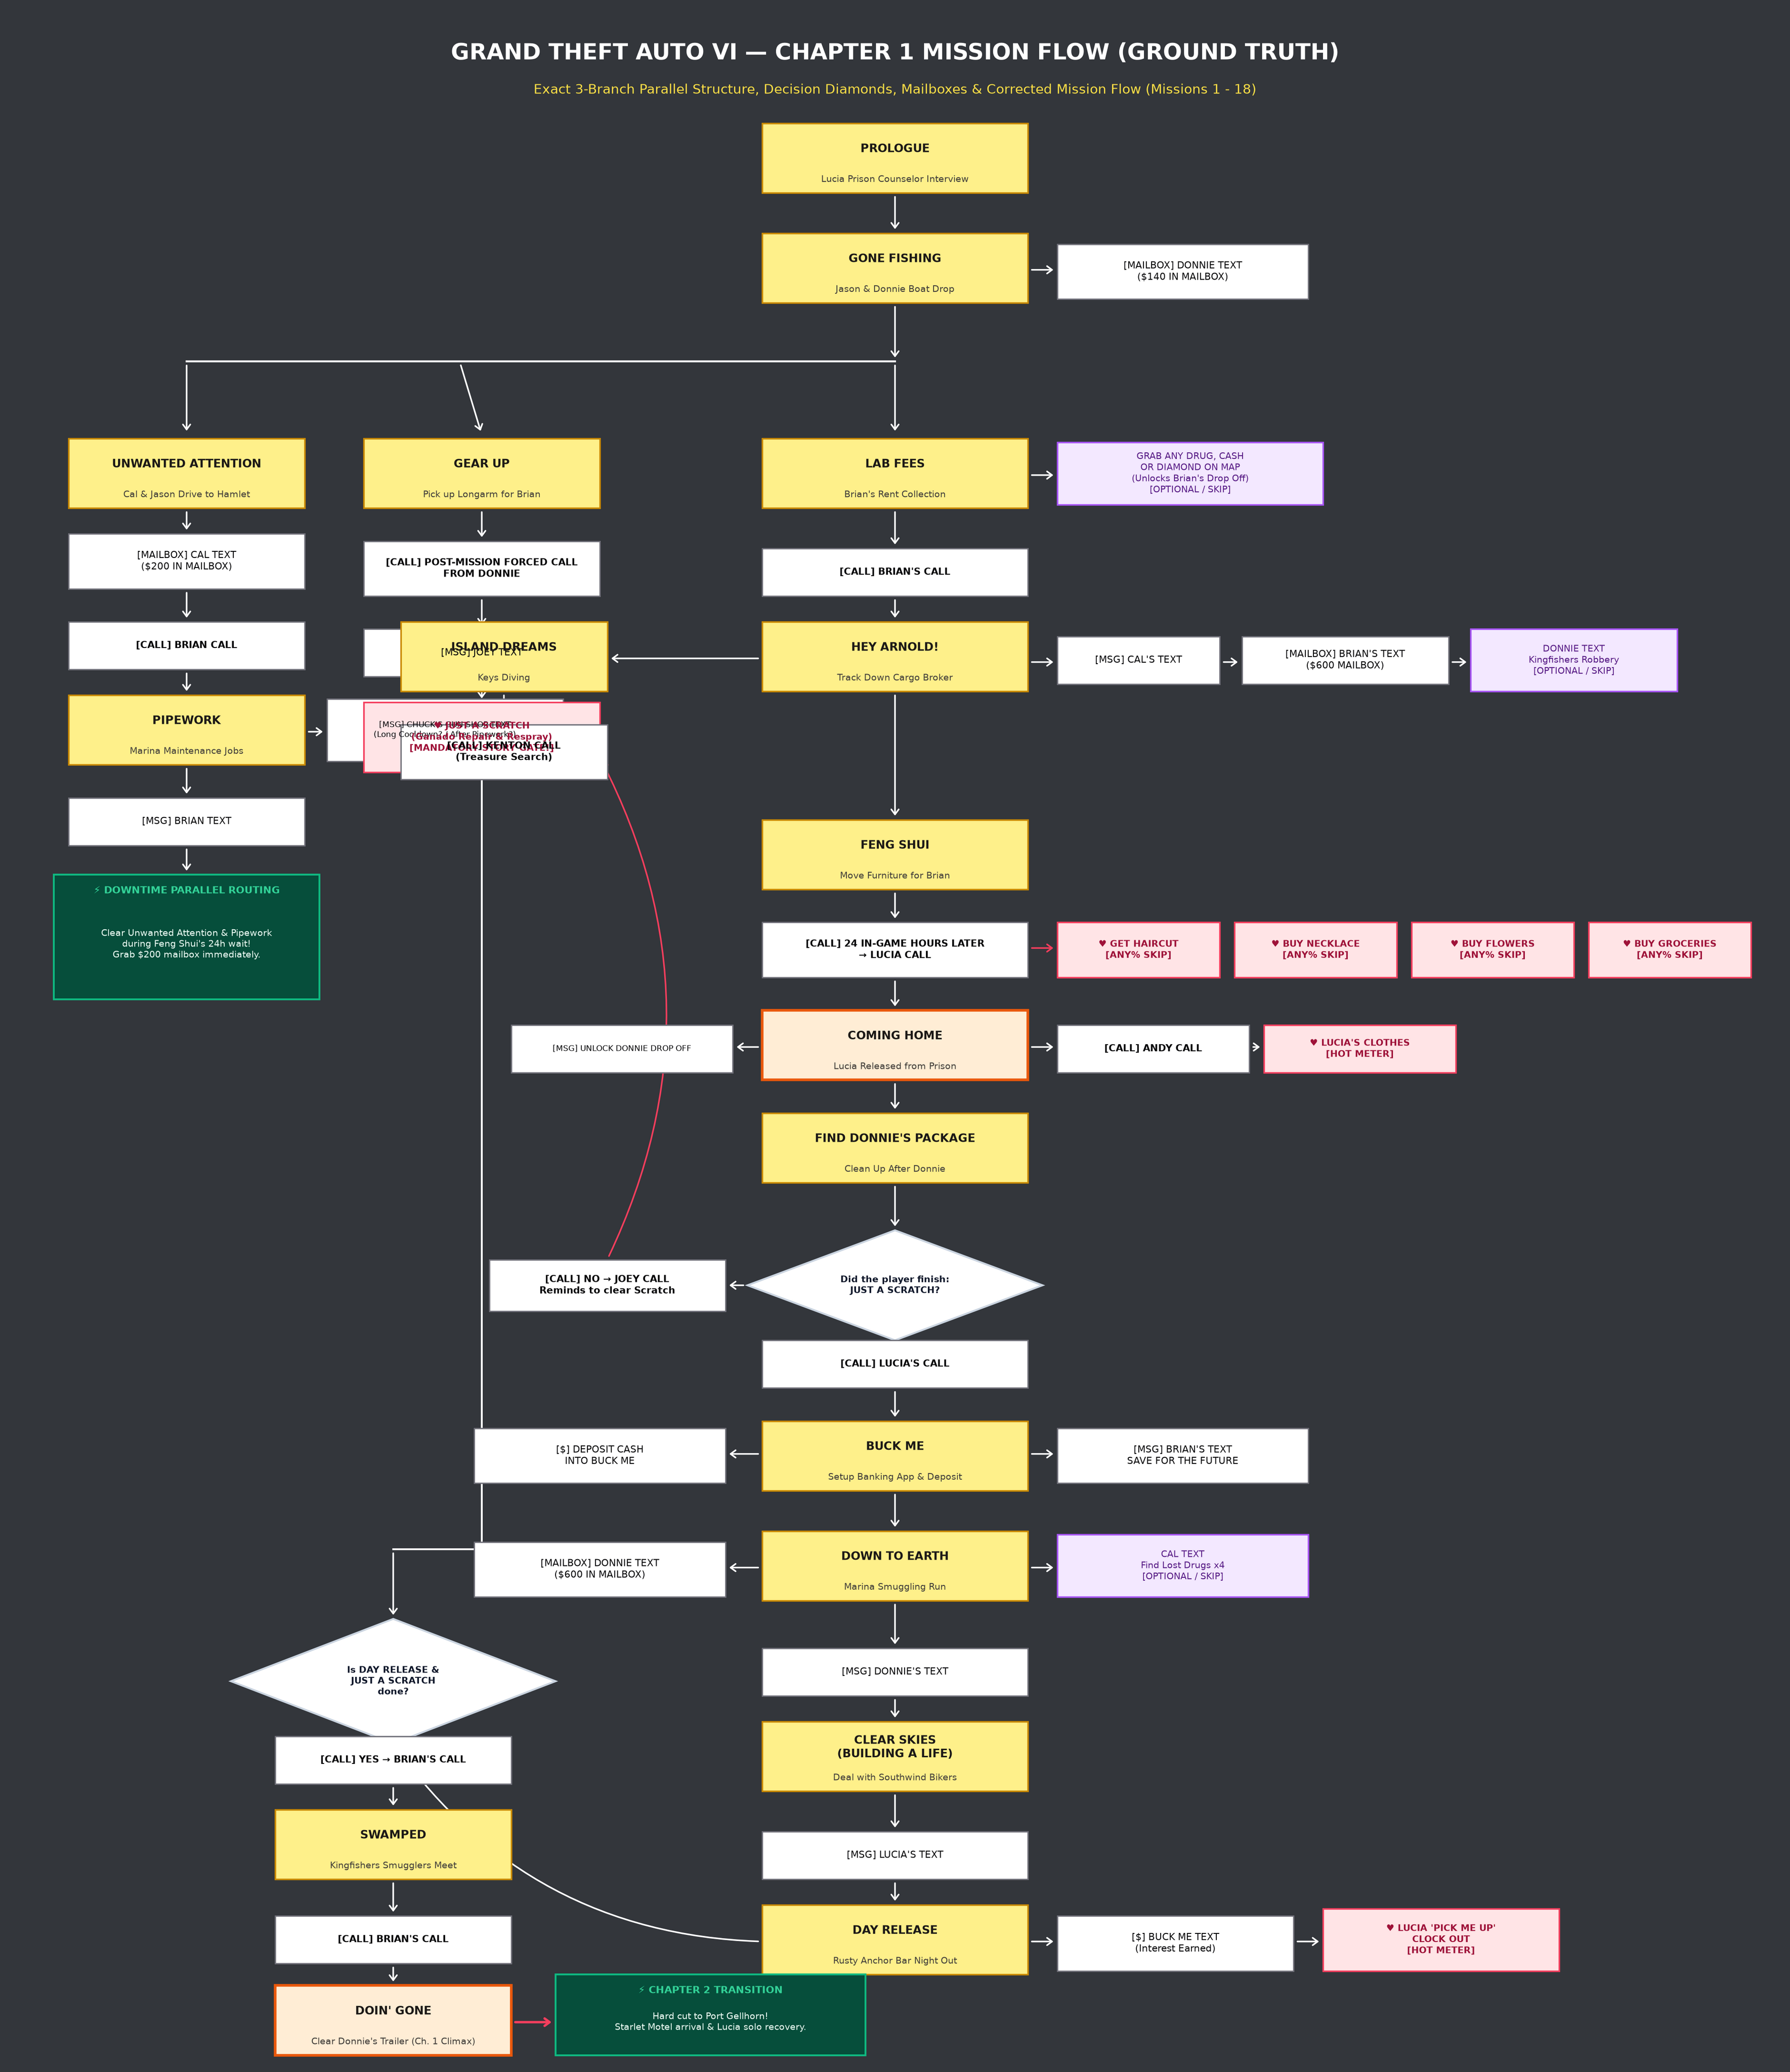 GRAND THEFT AUTO VI — CHAPTER 1 MISSION FLOW (GROUND TRUTH)
Exact 3-Branch Parallel Structure, Decision Diamonds, Mailboxes & Corrected Mission Flow (Missions 1 - 18)
PROLOGUE
Lucia Prison Counselor Interview
GONE FISHING
Jason & Donnie Boat Drop
[MAILBOX] DONNIE TEXT
($140 IN MAILBOX)
UNWANTED ATTENTION
Cal & Jason Drive to Hamlet
GEAR UP
Pick up Longarm for Brian
LAB FEES
Brian's Rent Collection
GRAB ANY DRUG, CASH
OR DIAMOND ON MAP
(Unlocks Brian's Drop Off)
[OPTIONAL / SKIP]
[MAILBOX] CAL TEXT
($200 IN MAILBOX)
[CALL] POST-MISSION FORCED CALL
FROM DONNIE
[CALL] BRIAN'S CALL
[CALL] BRIAN CALL
ISLAND DREAMS
[MSG] JOEY TEXT
Keys Diving
HEY ARNOLD!
Track Down Cargo Broker
[MSG] CAL'S TEXT
[MAILBOX] BRIAN'S TEXT
($600 MAILBOX)
DONNIE TEXT
Kingfishers Robbery
[OPTIONAL / SKIP]
PIPEWORK
Marina Maintenance Jobs
[MSG] CHUCK'S
(Long Cooldown?
♥ JUST A SCRATCH
(Ganado Repair & Respray)
[MANDATORY STORY GATE!]
[CALL] KENTON CALL
(Treasure Search)
[MSG] BRIAN TEXT
FENG SHUI
Move Furniture for Brian
⚡ DOWNTIME PARALLEL ROUTING
Clear Unwanted Attention & Pipework
during Feng Shui's 24h wait!
Grab $200 mailbox immediately.
[CALL] 24 IN-GAME HOURS LATER
→ LUCIA CALL
♥ GET HAIRCUT
[ANY% SKIP]
♥ BUY NECKLACE
[ANY% SKIP]
♥ BUY FLOWERS
[ANY% SKIP]
♥ BUY GROCERIES
[ANY% SKIP]
[MSG] UNLOCK DONNIE DROP OFF
COMING HOME
Lucia Released from Prison
[CALL] ANDY CALL
♥ LUCIA'S CLOTHES
[HOT METER]
FIND DONNIE'S PACKAGE
Clean Up After Donnie
[CALL] NO → JOEY CALL
Reminds to clear Scratch
Did the player finish:
JUST A SCRATCH?
[CALL] LUCIA'S CALL
[$] DEPOSIT CASH
INTO BUCK ME
BUCK ME
Setup Banking App & Deposit
[MSG] BRIAN'S TEXT
SAVE FOR THE FUTURE
[MAILBOX] DONNIE TEXT
($600 IN MAILBOX)
DOWN TO EARTH
Marina Smuggling Run
CAL TEXT
Find Lost Drugs x4
[OPTIONAL / SKIP]
Is DAY RELEASE &
JUST A SCRATCH
done?
[MSG] DONNIE'S TEXT
[CALL] YES → BRIAN'S CALL
CLEAR SKIES
(BUILDING A LIFE)
Deal with Southwind Bikers
SWAMPED
Kingfishers Smugglers Meet
[MSG] LUCIA'S TEXT
[CALL] BRIAN'S CALL
DAY RELEASE
Rusty Anchor Bar Night Out
[$] BUCK ME TEXT
(Interest Earned)
♥ LUCIA 'PICK ME UP'
CLOCK OUT
[HOT METER]
DOIN' GONE
Clear Donnie's Trailer (Ch. 1 Climax)
⚡ CHAPTER 2 TRANSITION
Hard cut to Port Gellhorn!
Starlet Motel arrival & Lucia solo recovery.